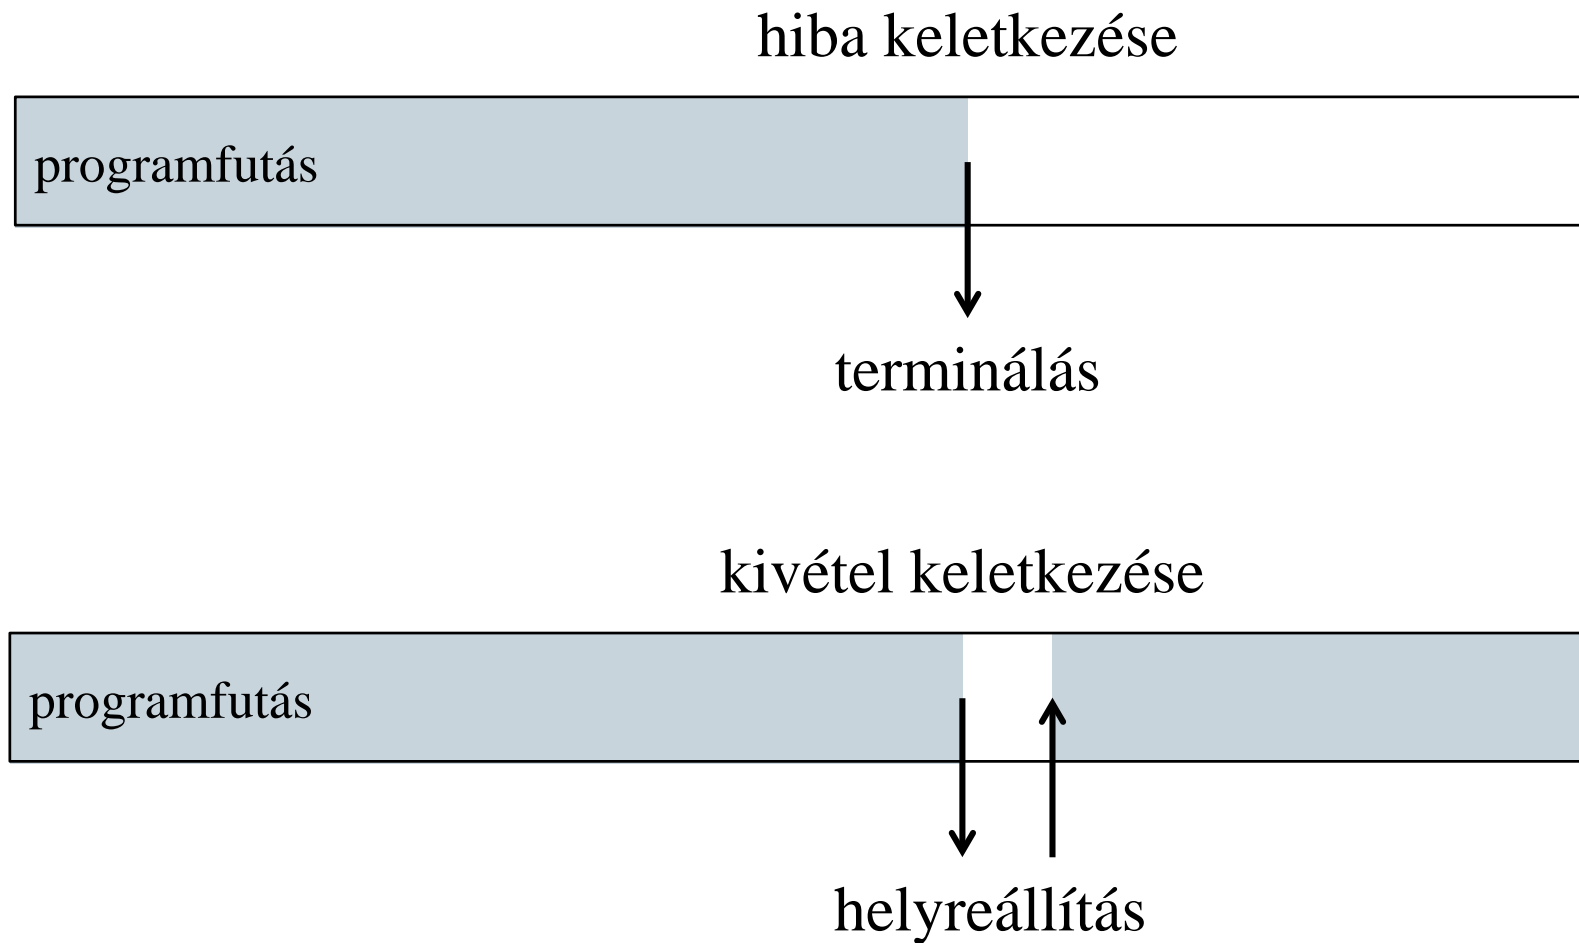 hiba keletkezése
programfutás
terminálás
kivétel keletkezése
programfutás
helyreállítás